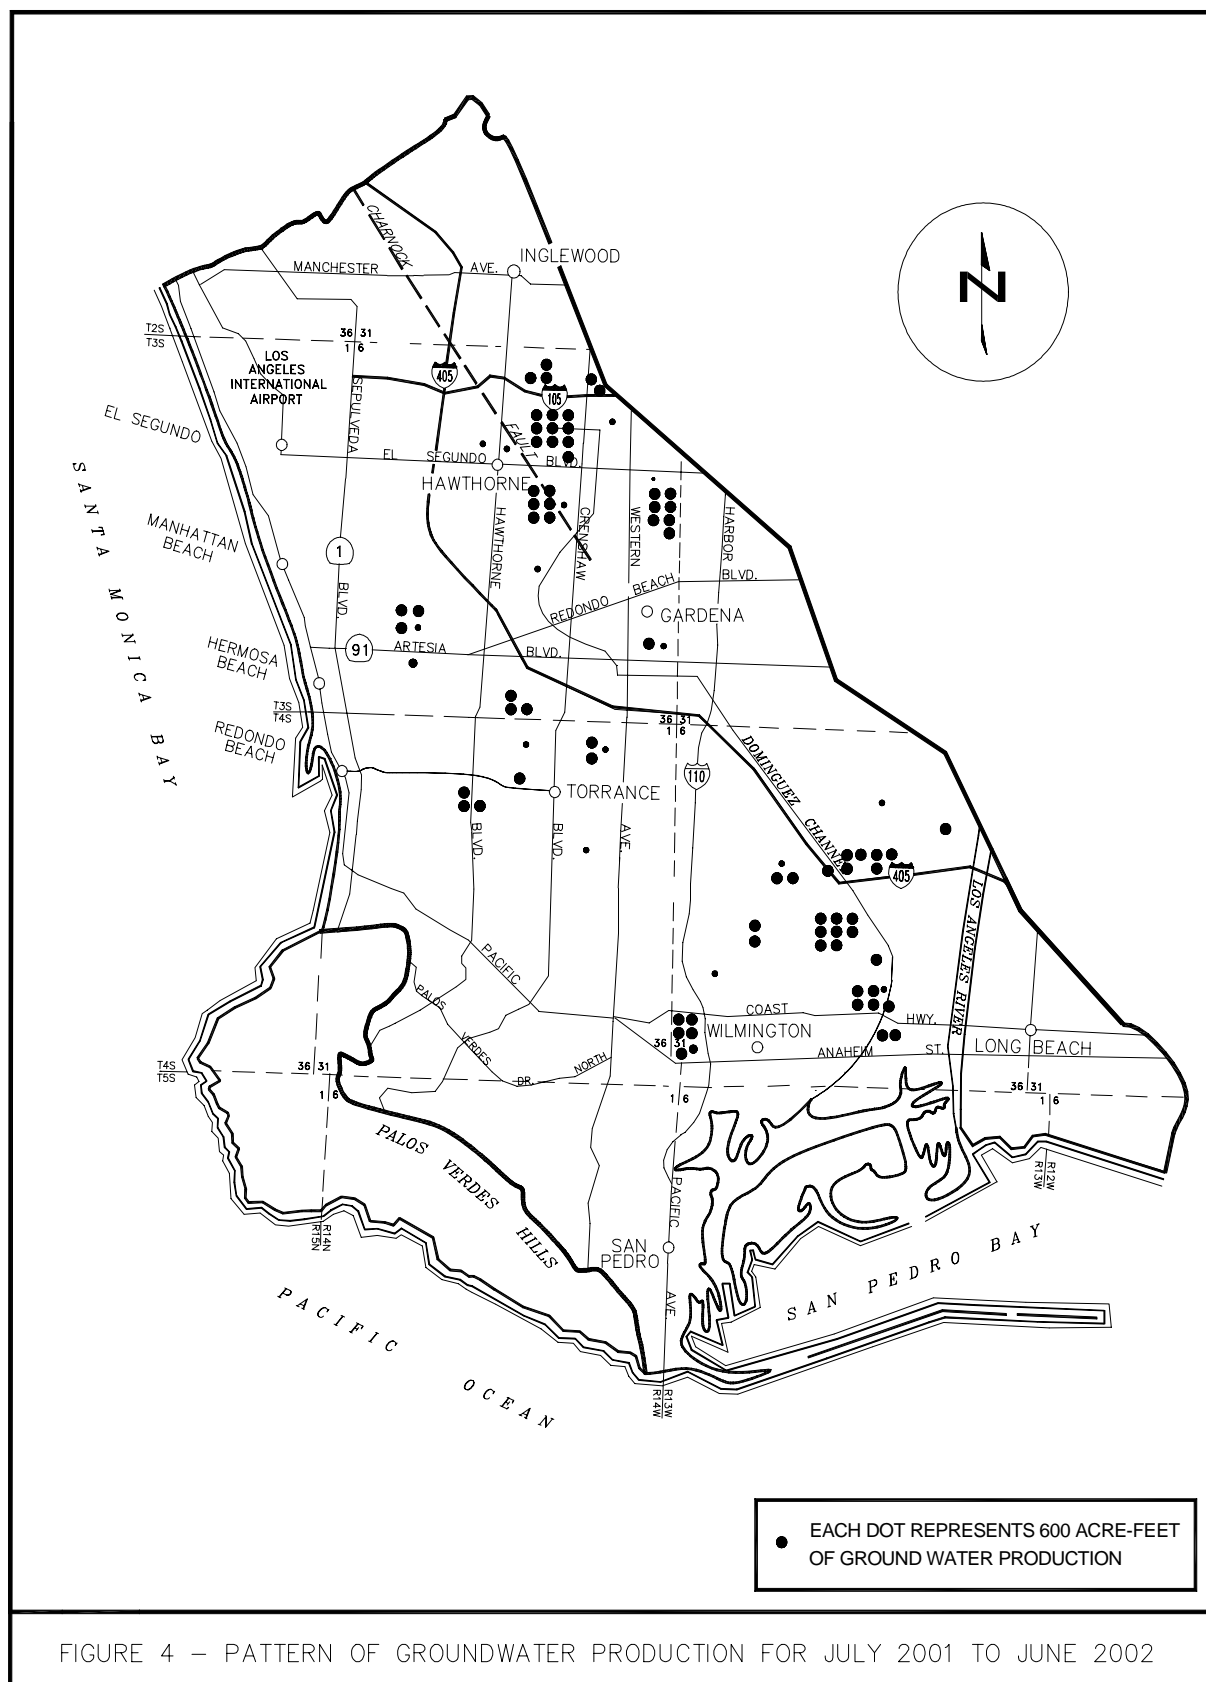 INGLEWOOD
CHARNOCK
MANCHESTER AVE.
T2S
T3S
36 31
1 6
LOS
ANGELES
INTERNATIONAL
AIRPORT
405
105
N
SEPULVEDA
EL SEGUNDO
FAULT
EL SEGUNDO BLVD.
HAWTHORNE
SANTA MONICA BAY
MANHATTAN
BEACH
HAWTHORNE
CRENSHAW
WESTERN
HARBOR
1
BLVD.
REDONDO BEACH BLVD.
GARDENA
HERMOSA
BEACH
91
ARTESIA BLVD.
T3S
T4S
36 31
1 6
REDONDO
BEACH
DOMINGUEZ CHANNEL
110
TORRANCE
BLVD.
BLVD.
AVE.
405
LOS ANGELES RIVER
PACIFIC COAST HWY.
PALOS VERDES DR. NORTH
WILMINGTON
ANAHEIM ST.
LONG BEACH
36 31
1 6
T4S
T5S
36 31
1 6
36 31
1 6
PALOS VERDES HILLS
R14N
R15N
R12W
R13W
PACIFIC AVE.
SAN
PEDRO
SAN PEDRO BAY
PACIFIC OCEAN
R13W
R14W
EACH DOT REPRESENTS 600 ACRE-FEET
OF GROUND WATER PRODUCTION
FIGURE 4 – PATTERN OF GROUNDWATER PRODUCTION FOR JULY 2001 TO JUNE 2002